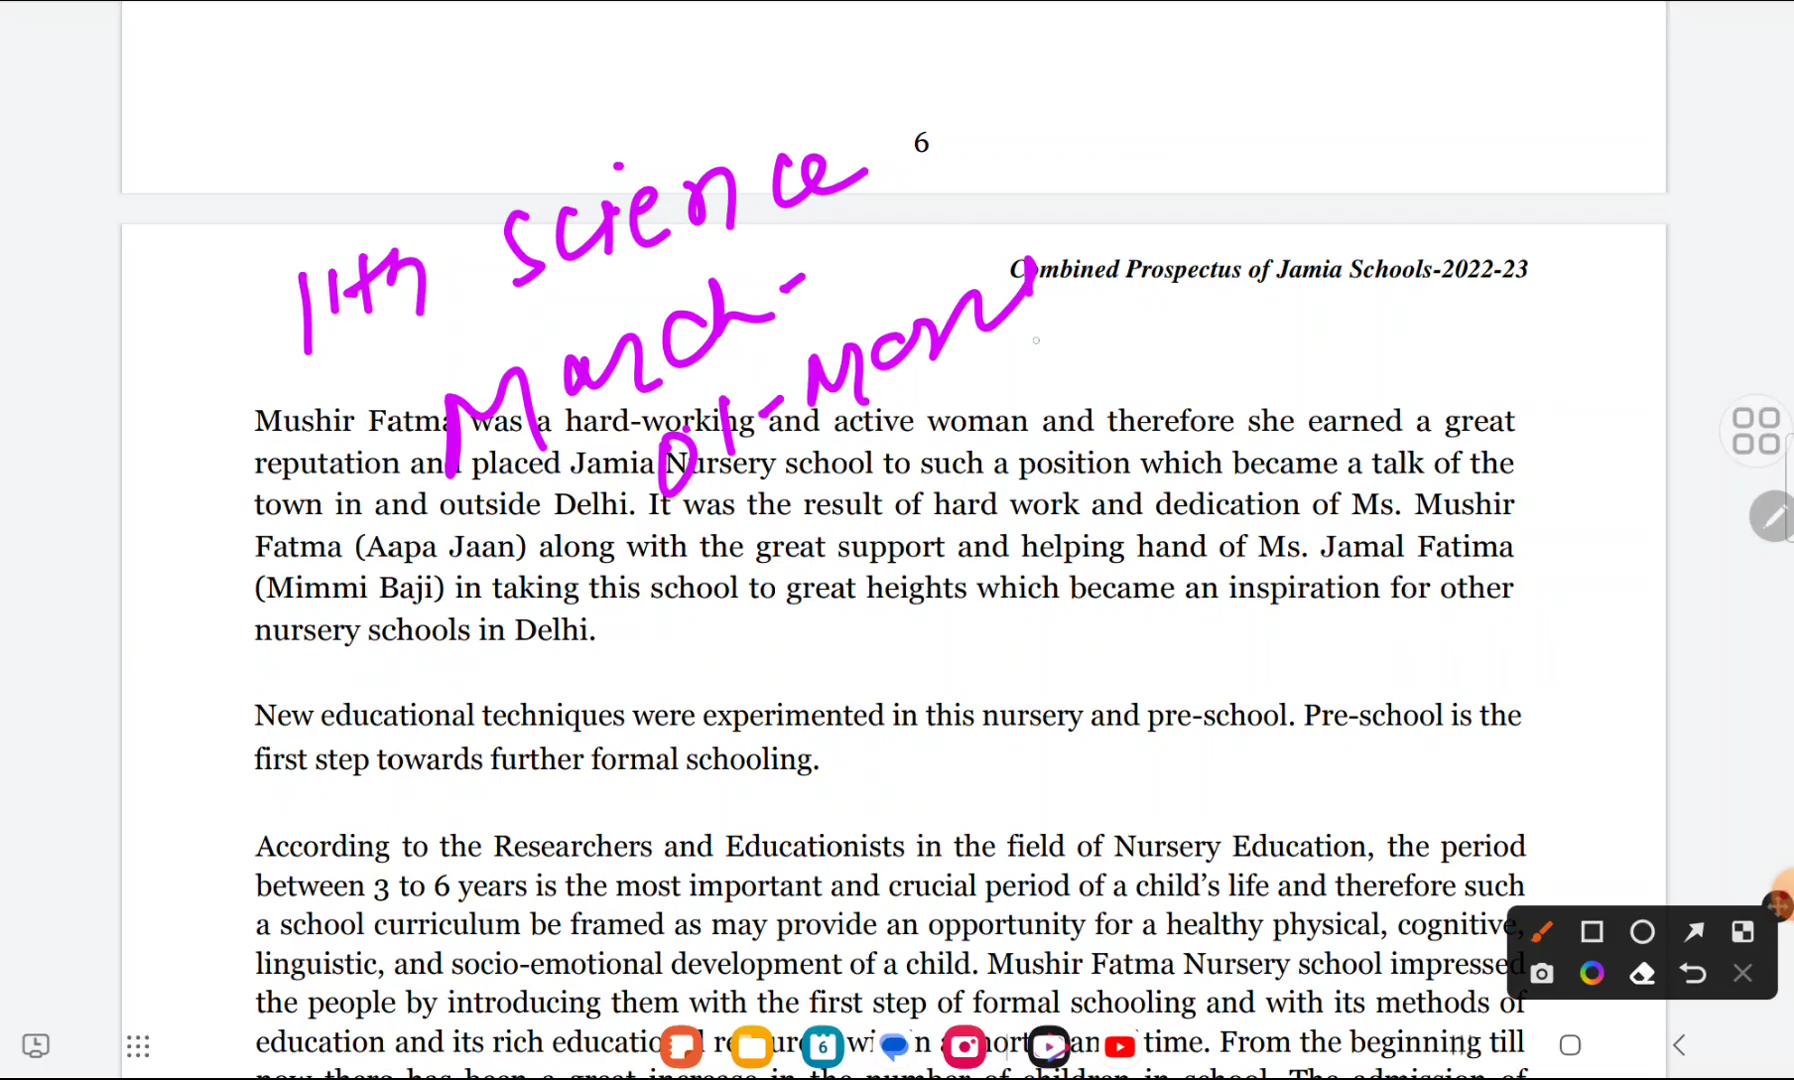 6
11th Science
Combined Prospectus of Jamia Schools-2022-23
March -
01 -
Mushir Fatma was a hard-working and active woman and therefore she earned a great
reputation and placed Jamia Nursery school to such a position which became a talk of the
town in and outside Delhi. It was the result of hard work and dedication of Ms. Mushir
Fatma (Aapa Jaan) along with the great support and helping hand of Ms. Jamal Fatima
(Mimmi Baji) in taking this school to great heights which became an inspiration for other
nursery schools in Delhi.
New educational techniques were experimented in this nursery and pre-school. Pre-school is the
first step towards further formal schooling.
According to the Researchers and Educationists in the field of Nursery Education, the period
between 3 to 6 years is the most important and crucial period of a child's life and therefore such
a school curriculum be framed as may provide an opportunity for a healthy physical, cognitive,
linguistic, and socio-emotional development of a child. Mushir Fatma Nursery school impressed
the people by introducing them with the first step of formal schooling and with its methods of
education and its rich time. From the beginning till
6